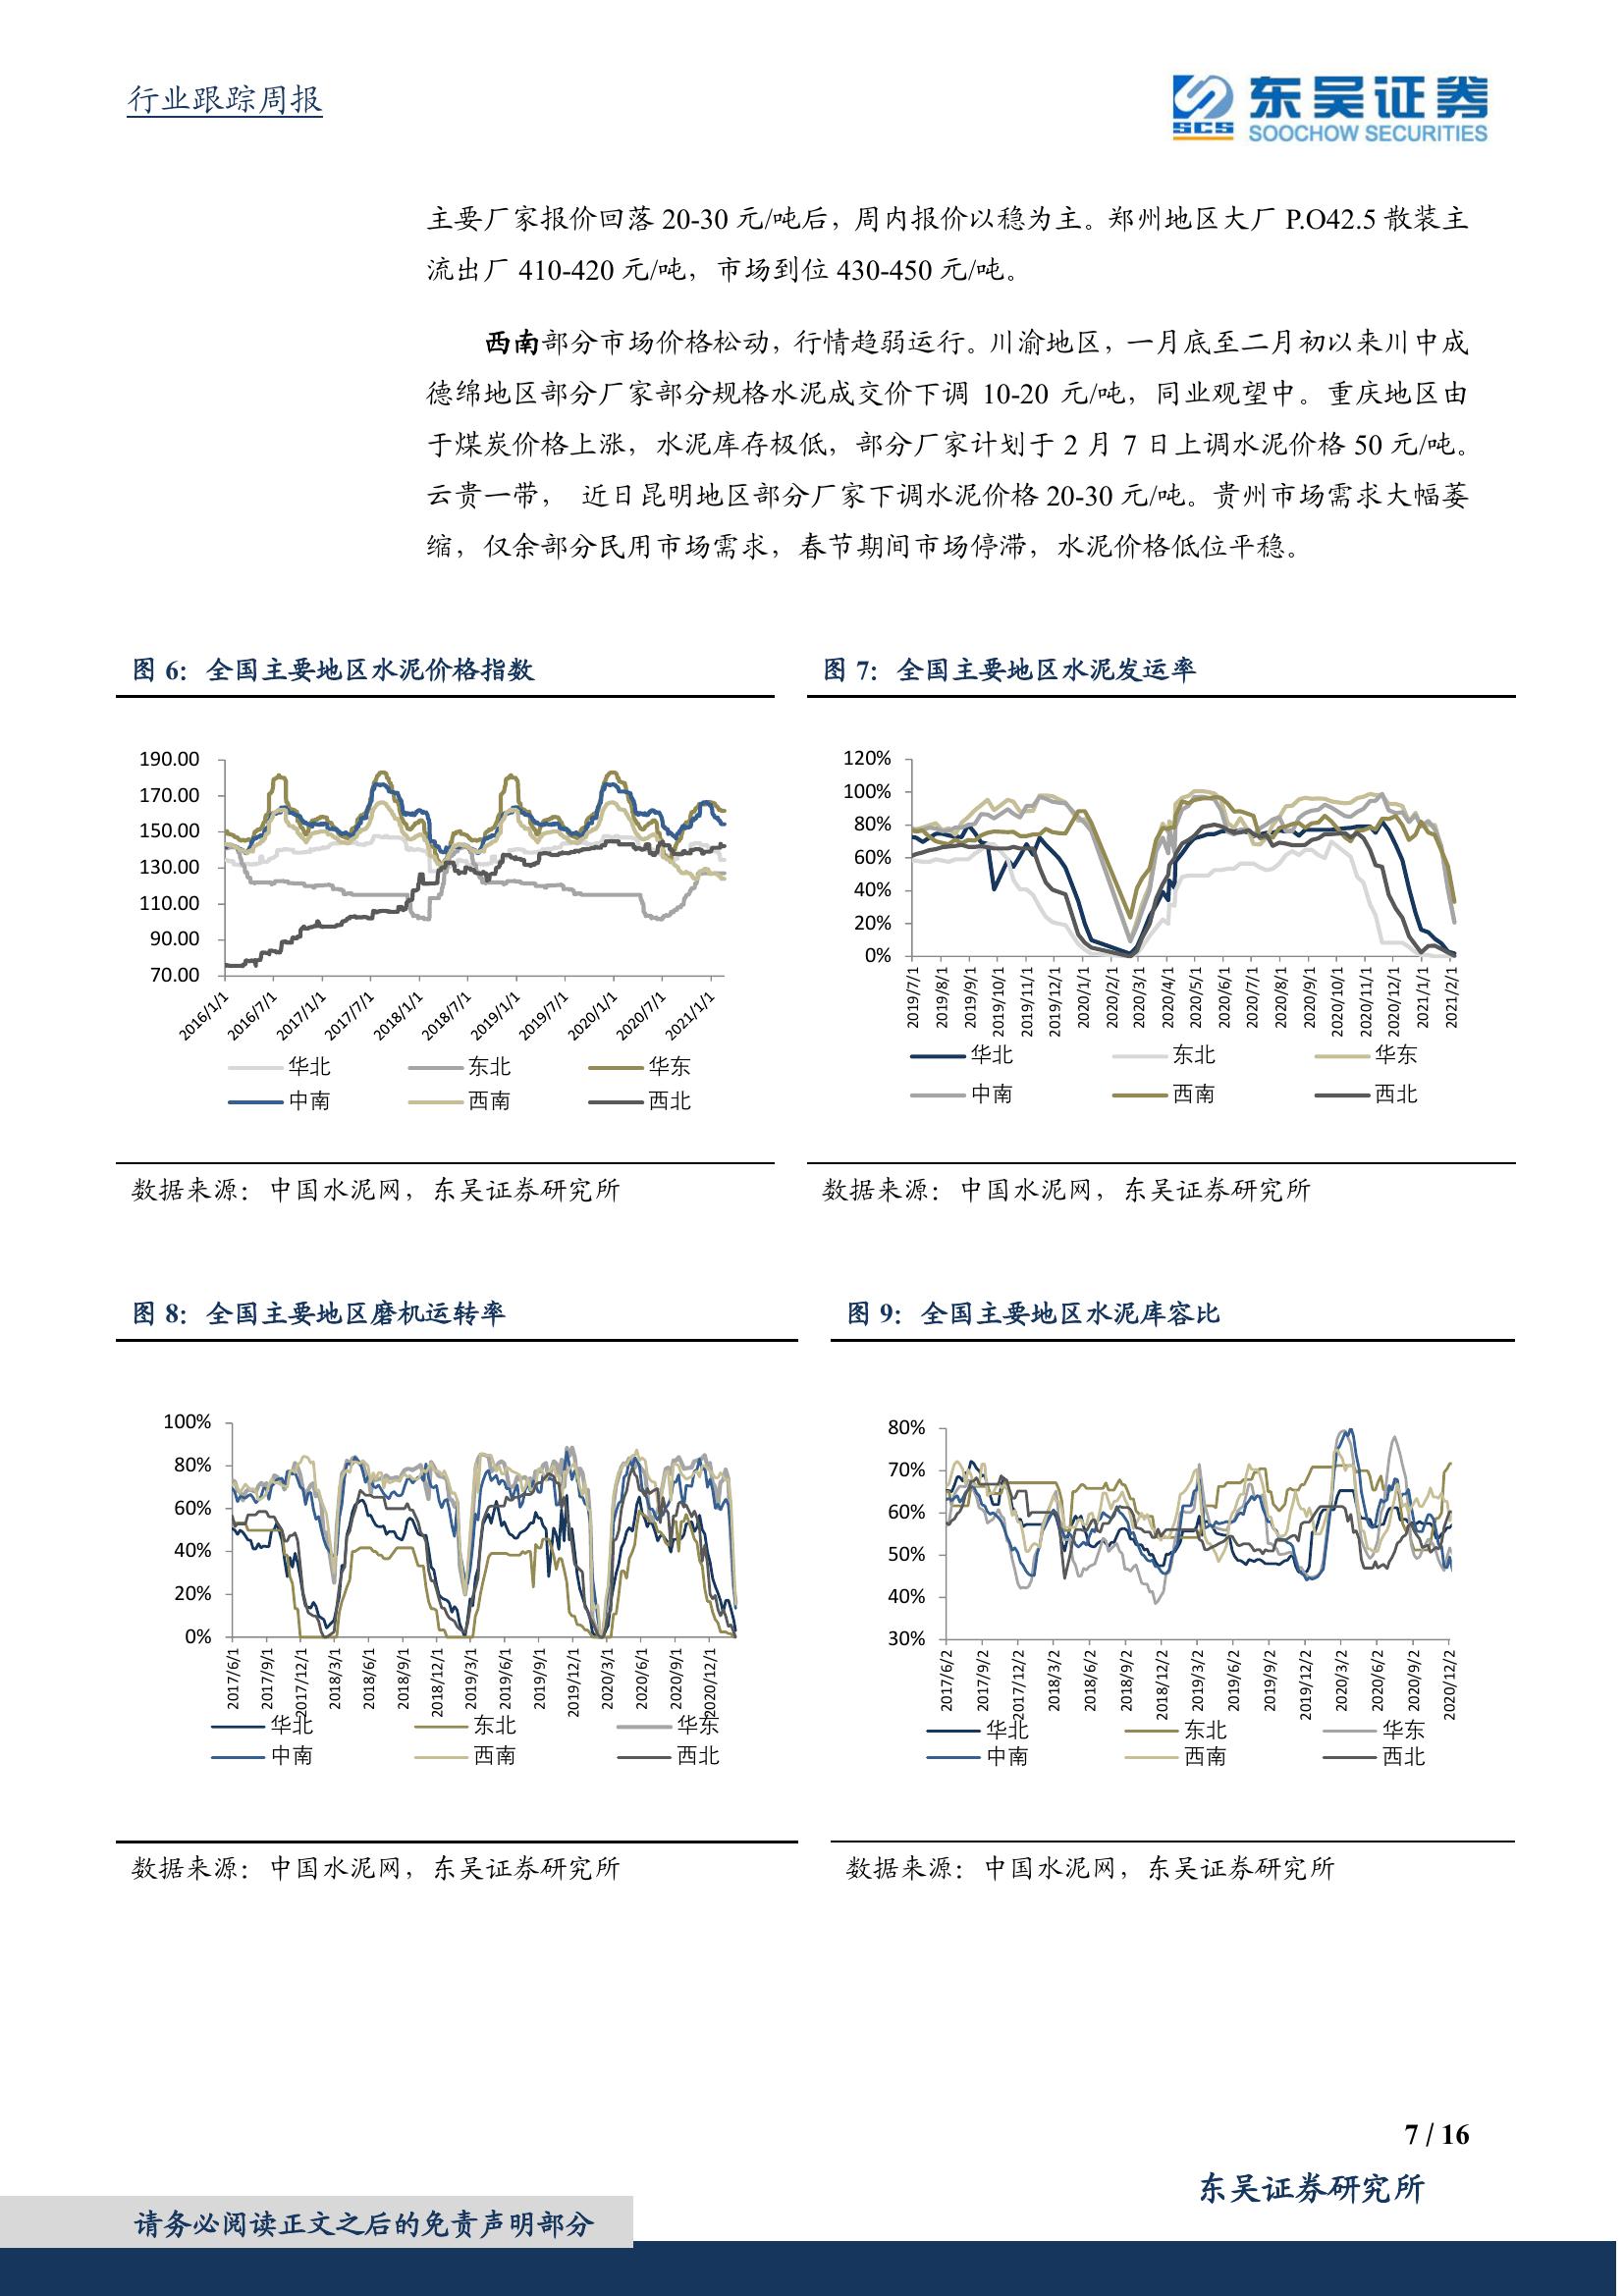 行业跟踪周报
东吴证券
SCS
SOOCHOW SECURITIES
主要厂家报价回落 20-30 元/吨后，周内报价以稳为主。郑州地区大厂 P.O42.5 散装主
流出厂 410-420 元/吨，市场到位 430-450 元/吨。
西南部分市场价格松动，行情趋弱运行。川渝地区，一月底至二月初以来川中成
德绵地区部分厂家部分规格水泥成交价下调 10-20 元/吨，同业观望中。重庆地区由
于煤炭价格上涨，水泥库存极低，部分厂家计划于 2 月 7 日上调水泥价格 50 元/吨。
云贵一带， 近日昆明地区部分厂家下调水泥价格 20-30 元/吨。贵州市场需求大幅萎
缩，仅余部分民用市场需求，春节期间市场停滞，水泥价格低位平稳。
图 6：全国主要地区水泥价格指数
190.00
170.00
150.00
130.00
110.00
90.00
70.00
2016/1/1 2016/7/1 2017/1/1 2017/7/1 2018/1/1 2018/7/1 2019/1/1 2019/7/1 2020/1/1 2020/7/1 2021/1/1
华北 东北 华东
中南 西南 西北
数据来源：中国水泥网，东吴证券研究所
图 7：全国主要地区水泥发运率
120%
100%
80%
60%
40%
20%
0%
2019/7/1 2019/8/1 2019/9/1 2019/10/1 2019/11/1 2019/12/1 2020/1/1 2020/2/1 2020/3/1 2020/4/1 2020/5/1 2020/6/1 2020/7/1 2020/8/1 2020/9/1 2020/10/1 2020/11/1 2020/12/1 2021/1/1 2021/2/1
华北 东北 华东
中南 西南 西北
数据来源：中国水泥网，东吴证券研究所
图 8：全国主要地区磨机运转率
100%
80%
60%
40%
20%
0%
2017/6/1 2017/9/1 2017/12/1 2018/3/1 2018/6/1 2018/9/1 2018/12/1 2019/3/1 2019/6/1 2019/9/1 2019/12/1 2020/3/1 2020/6/1 2020/9/1 2020/12/1
华北 东北 华东
中南 西南 西北
数据来源：中国水泥网，东吴证券研究所
图 9：全国主要地区水泥库容比
80%
70%
60%
50%
40%
30%
2017/6/2 2017/9/2 2017/12/2 2018/3/2 2018/6/2 2018/9/2 2018/12/2 2019/3/2 2019/6/2 2019/9/2 2019/12/2 2020/3/2 2020/6/2 2020/9/2 2020/12/2
华北 东北 华东
中南 西南 西北
数据来源：中国水泥网，东吴证券研究所
7 / 16
东吴证券研究所
请务必阅读正文之后的免责声明部分